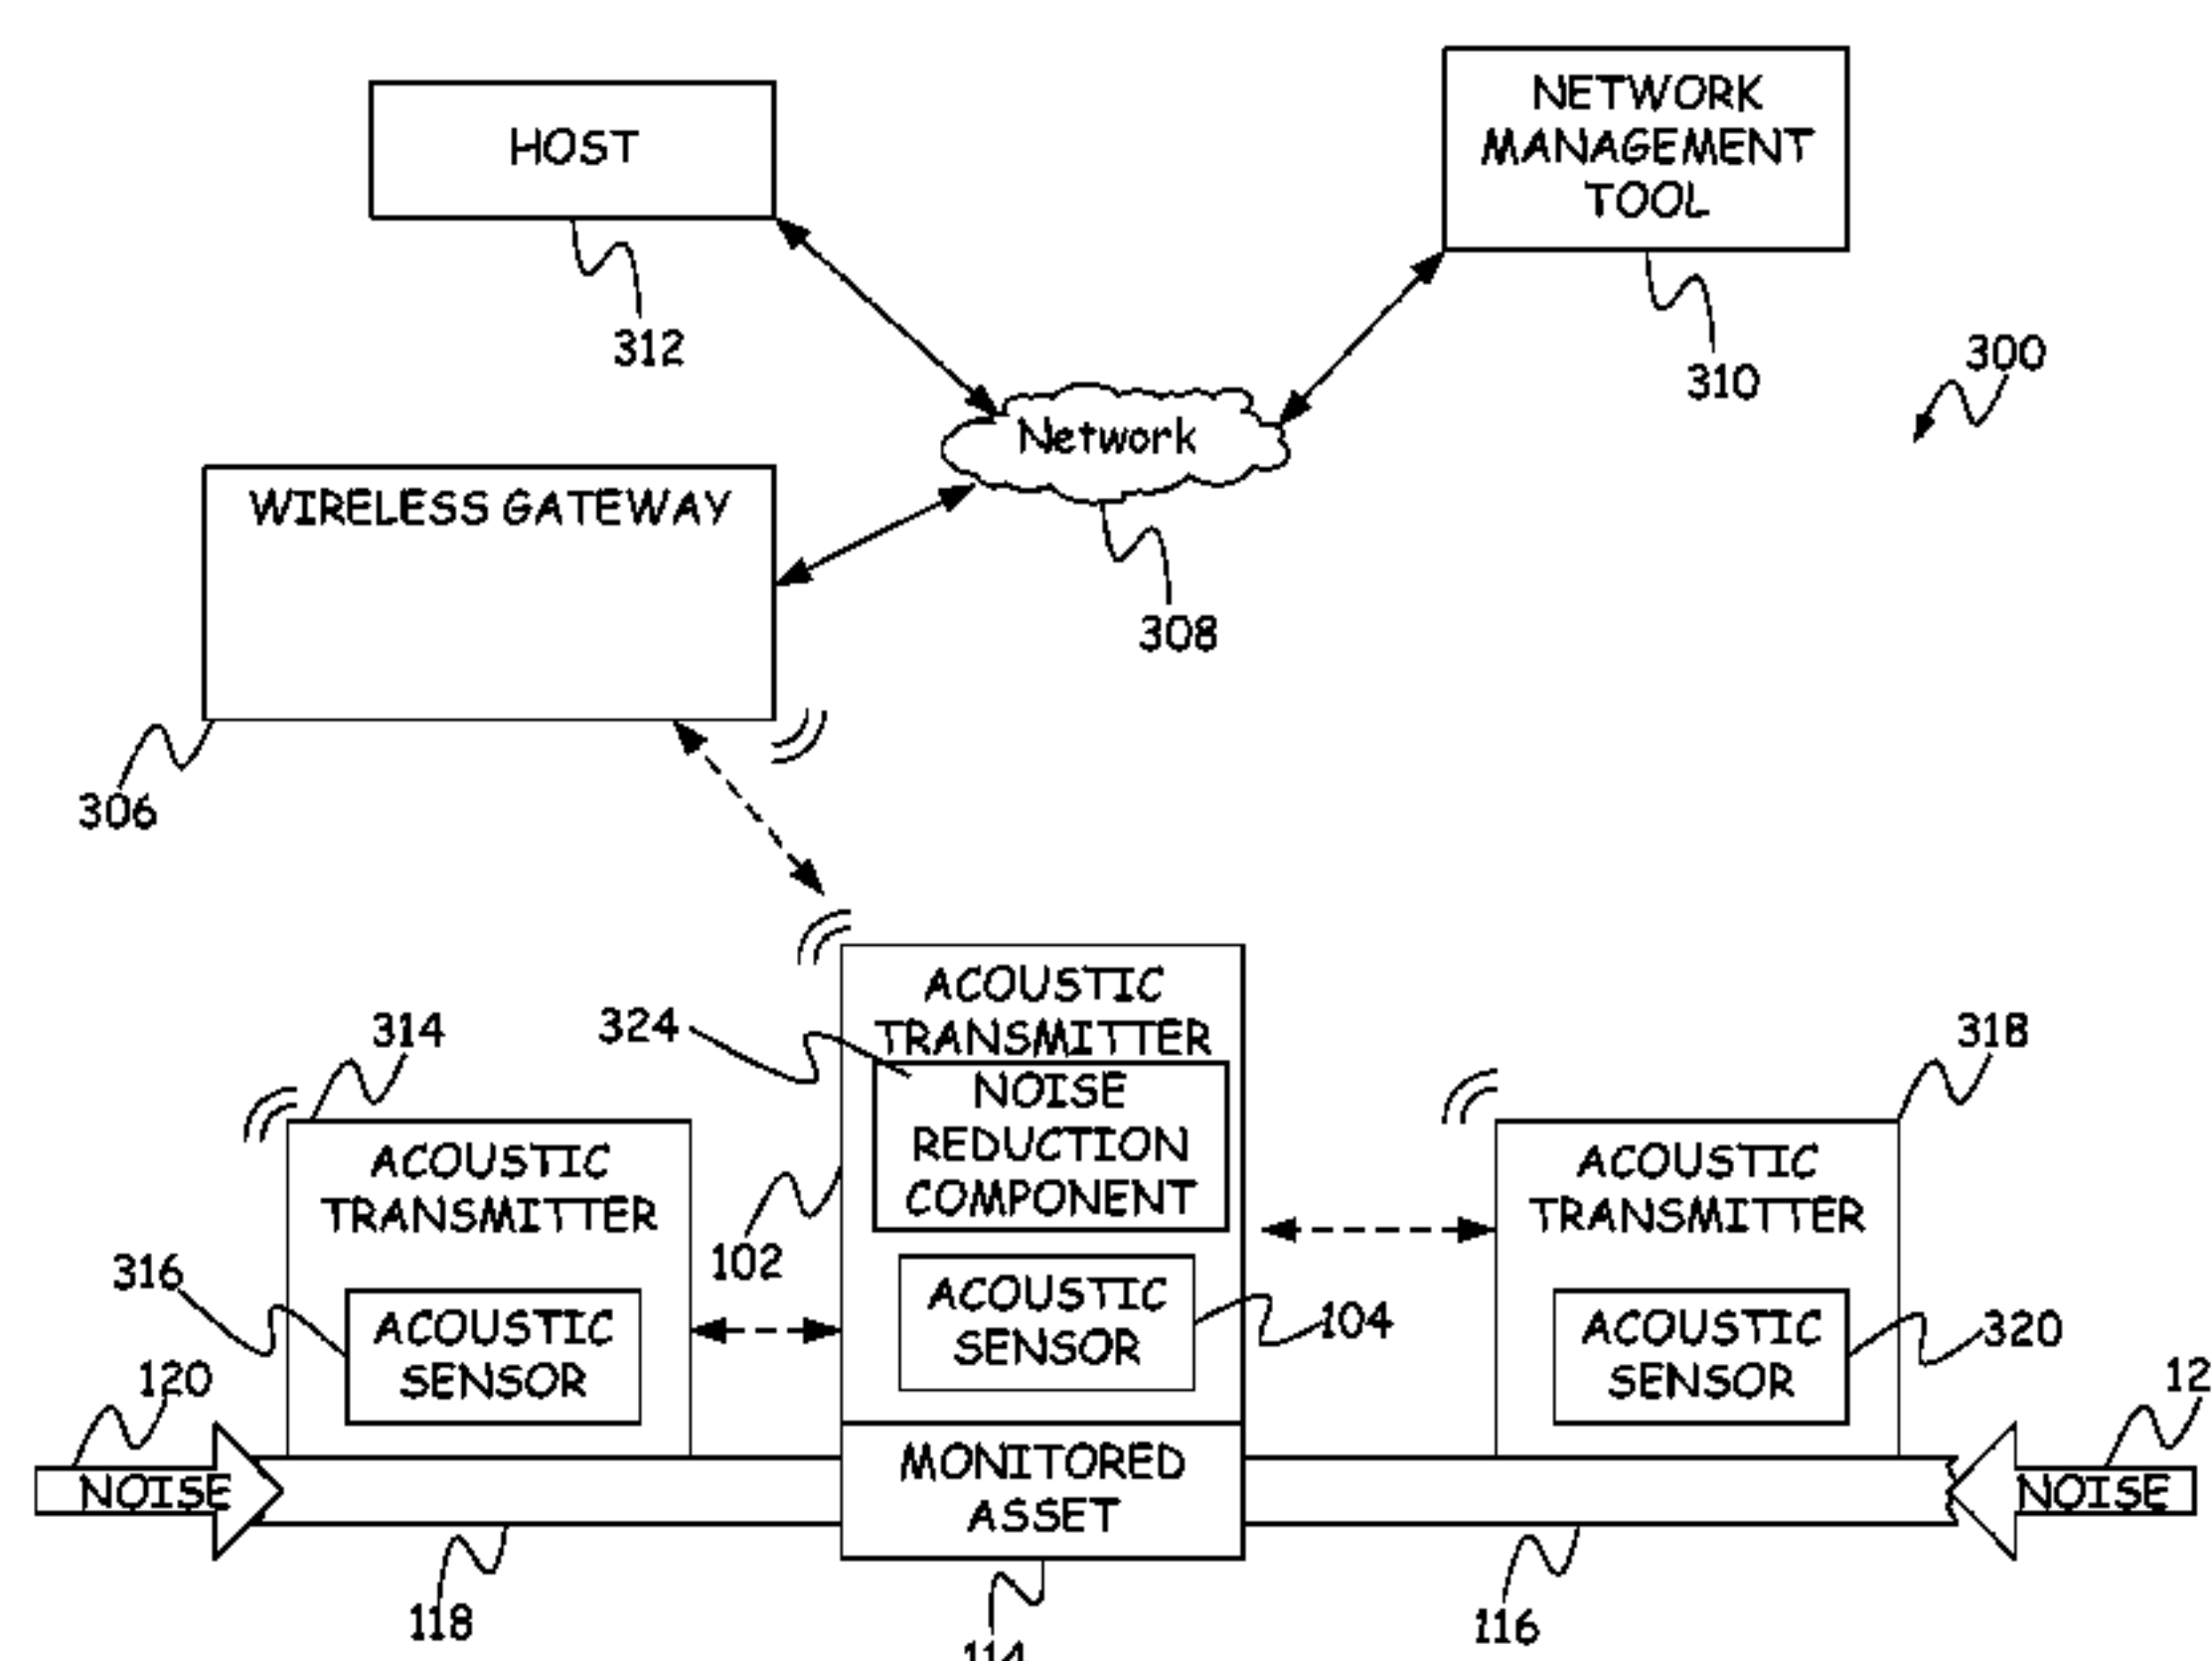 HOST
NETWORK
MANAGEMENT
TOOL
312
310
300
Network
WIRELESS GATEWAY
308
306
ACOUSTIC
TRANSMITTER
324
314
318
NOISE
REDUCTION
COMPONENT
ACOUSTIC
TRANSMITTER
ACOUSTIC
TRANSMITTER
102
316
ACOUSTIC
SENSOR
104
ACOUSTIC
SENSOR
ACOUSTIC
SENSOR
320
120
12
MONITORED
ASSET
NOISE
NOISE
118
116
114